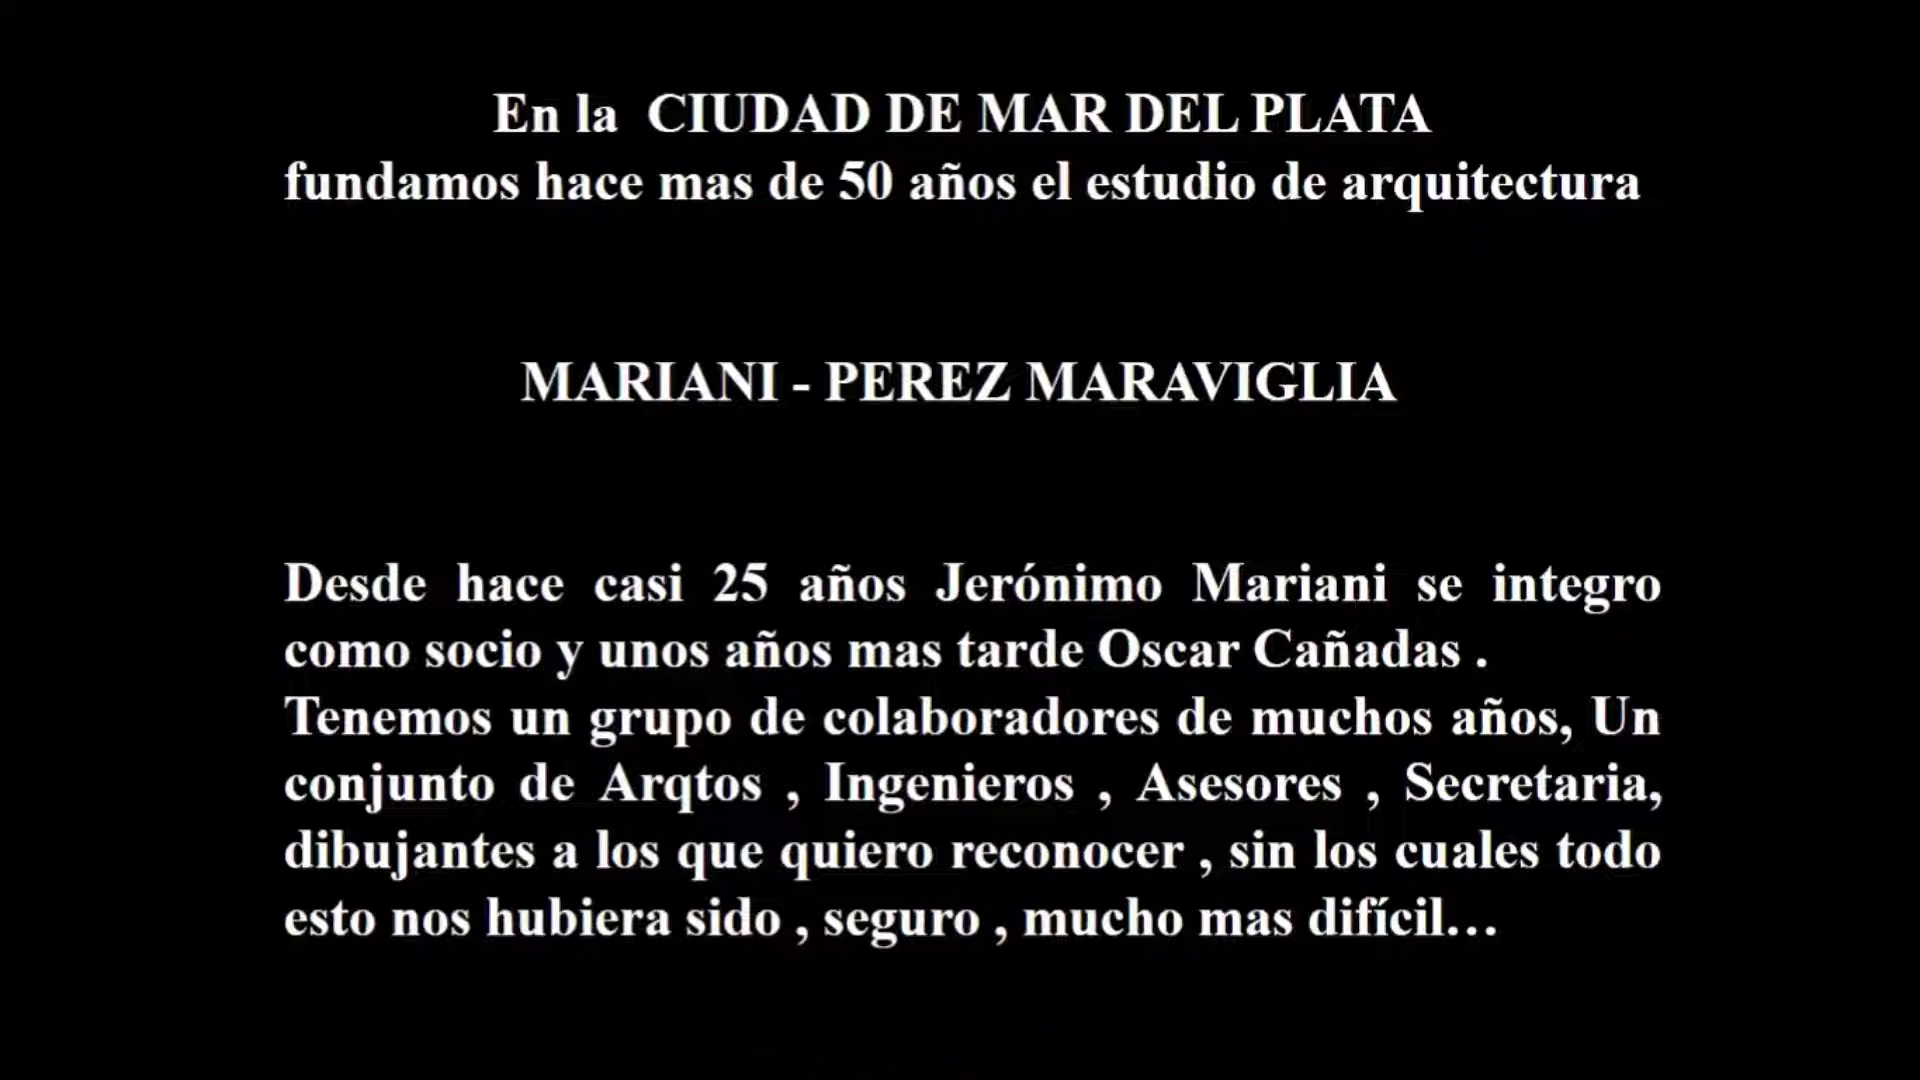 En la CIUDAD DE MAR DEL PLATA
fundamos hace mas de 50 años el estudio de arquitectura
MARIANI - PEREZ MARAVIGLIA
Desde hace casi 25 años Jerónimo Mariani se integro
como socio y unos años mas tarde Oscar Cañadas .
Tenemos un grupo de colaboradores de muchos años, Un
conjunto de Arqtos , Ingenieros , Asesores , Secretaria,
dibujantes a los que quiero reconocer , sin los cuales todo
esto nos hubiera sido , seguro , mucho mas difícil…